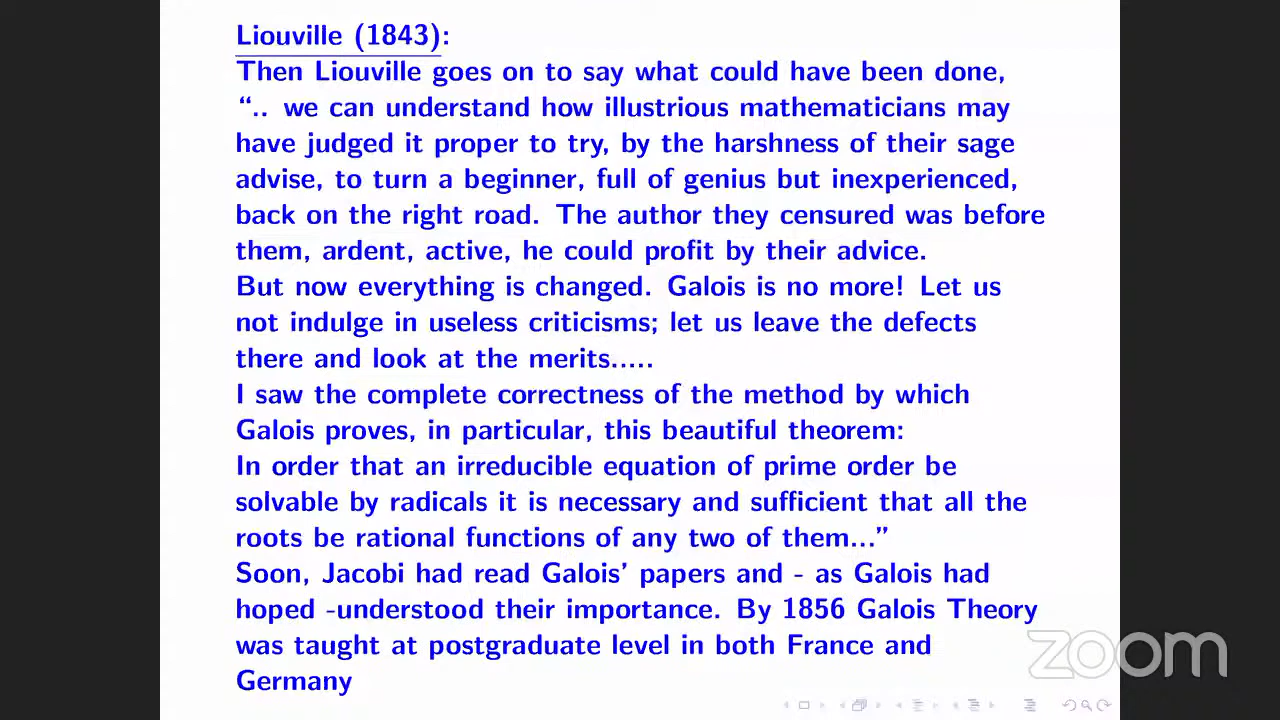 Liouville (1843):
Then Liouville goes on to say what could have been done,
“.. we can understand how illustrious mathematicians may
have judged it proper to try, by the harshness of their sage
advise, to turn a beginner, full of genius but inexperienced,
back on the right road. The author they censured was before
them, ardent, active, he could profit by their advice.
But now everything is changed. Galois is no more! Let us
not indulge in useless criticisms; let us leave the defects
there and look at the merits.....
I saw the complete correctness of the method by which
Galois proves, in particular, this beautiful theorem:
In order that an irreducible equation of prime order be
solvable by radicals it is necessary and sufficient that all the
roots be rational functions of any two of them...”
Soon, Jacobi had read Galois’ papers and - as Galois had
hoped -understood their importance. By 1856 Galois Theory
was taught at postgraduate level in both France and
Germany
zoom